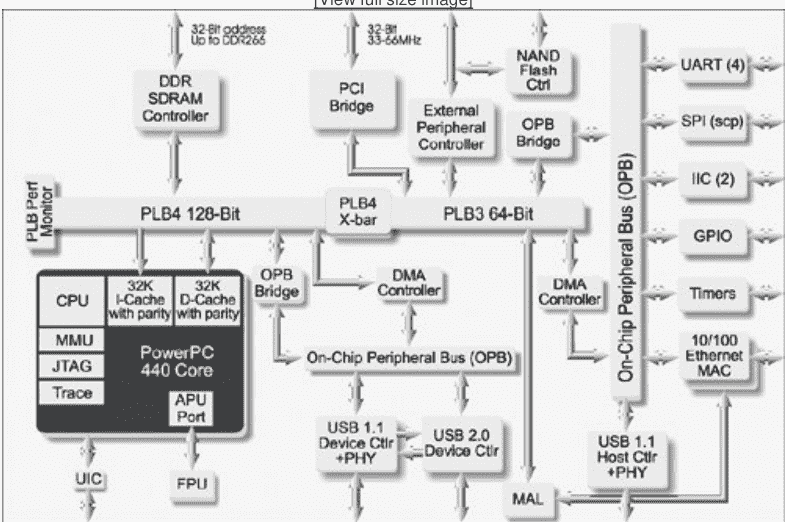 [View full size image]
32-Bit address
Up to DDR266
32-Bit
33-66MHz
DDR
SDRAM
Controller
PCI
Bridge
External
Peripheral
Controller
NAND
Flash
Ctrl
OPB
Bridge
UART (4)
SPI (scp)
IIC (2)
GPIO
Timers
10/100
Ethernet
MAC
On-Chip Peripheral Bus (OPB)
PLB Perf
Monitor
PLB4 128-Bit
PLB4
X-bar
PLB3 64-Bit
CPU
32K
I-Cache
with parity
32K
D-Cache
with parity
MMU
JTAG
Trace
PowerPC
440 Core
APU
Port
OPB
Bridge
DMA
Controller
DMA
Controller
On-Chip Peripheral Bus (OPB)
USB 1.1
Device Ctlr
+PHY
USB 2.0
Device Ctlr
USB 1.1
Host Ctlr
+PHY
UIC
FPU
MAL